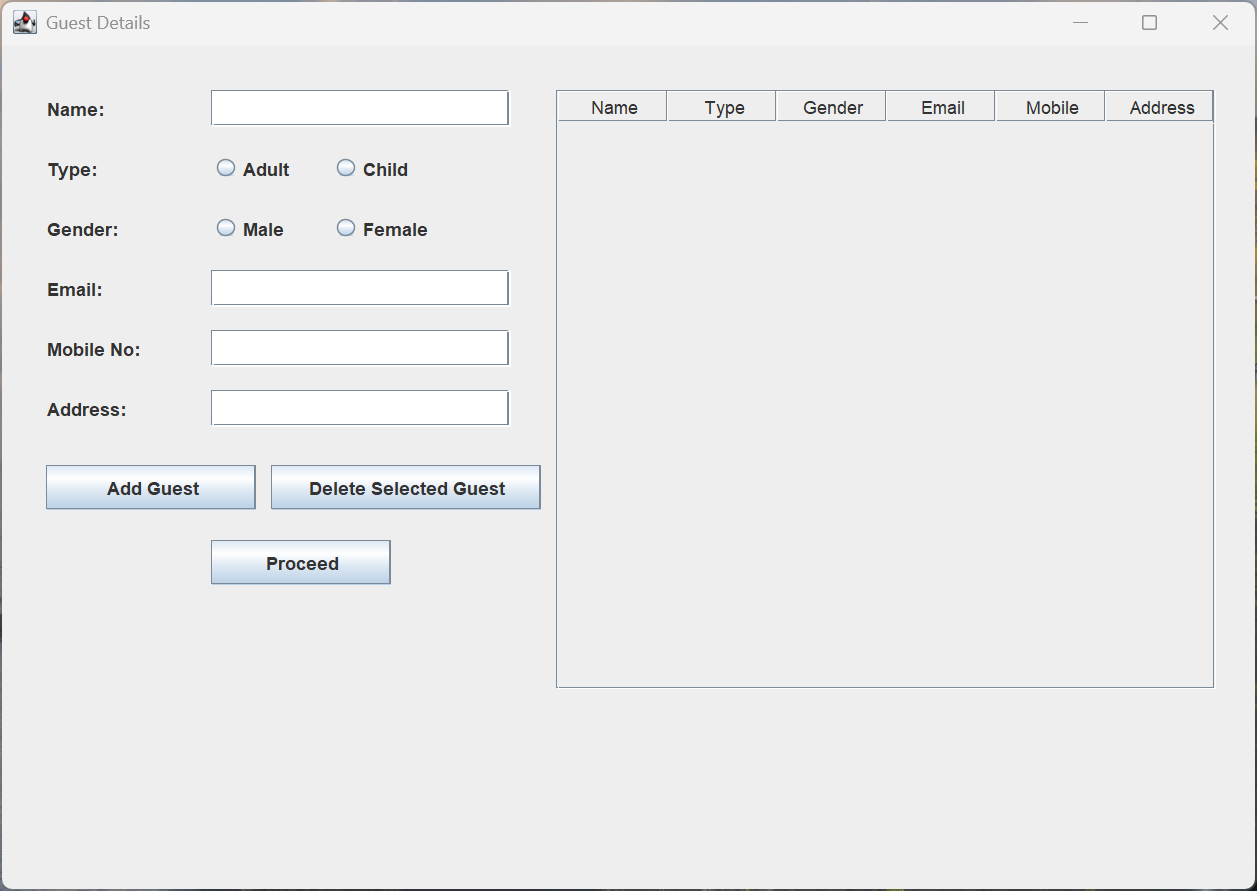 Guest Details
Name:
Type: Adult Child
Gender: Male Female
Email:
Mobile No:
Address:
Add Guest Delete Selected Guest
Proceed
Name Type Gender Email Mobile Address